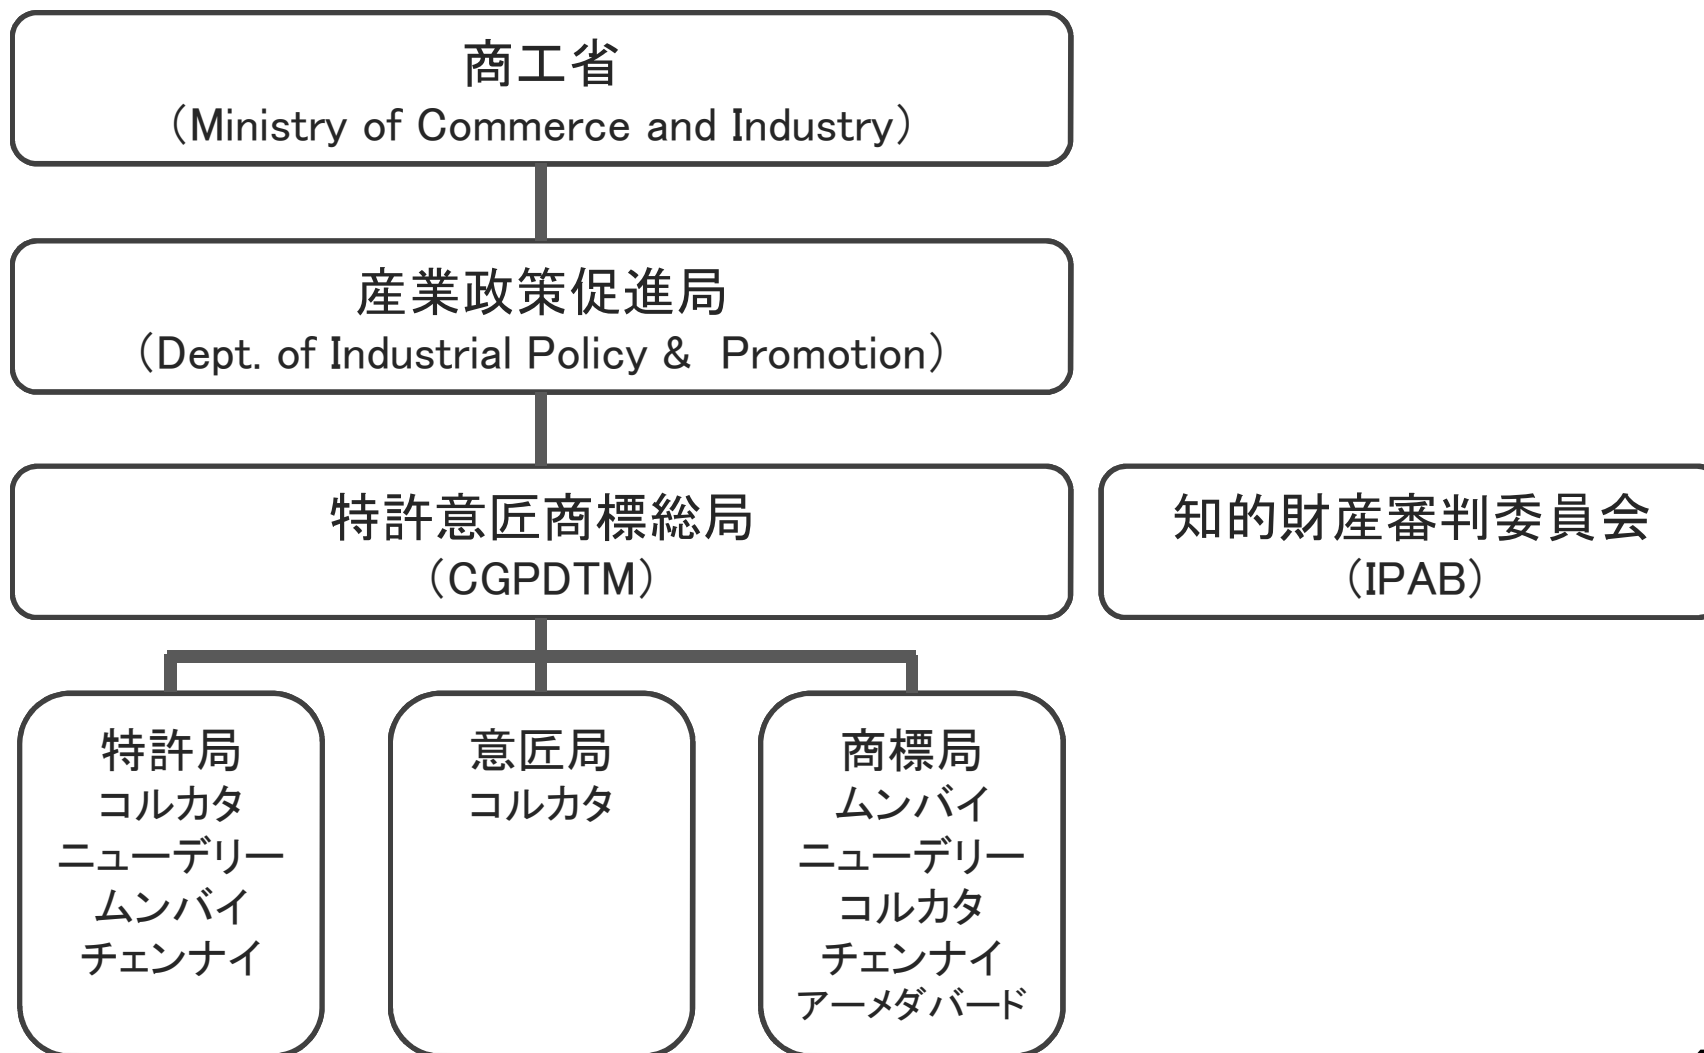 商工省
（Ministry of Commerce and Industry）
産業政策促進局
（Dept. of Industrial Policy &  Promotion）
特許意匠商標総局
（CGPDTM）
知的財産審判委員会
（IPAB）
特許局
コルカタ
ニューデリー
ムンバイ
チェンナイ
意匠局
コルカタ
商標局
ムンバイ
ニューデリー
コルカタ
チェンナイ
アーメダバード